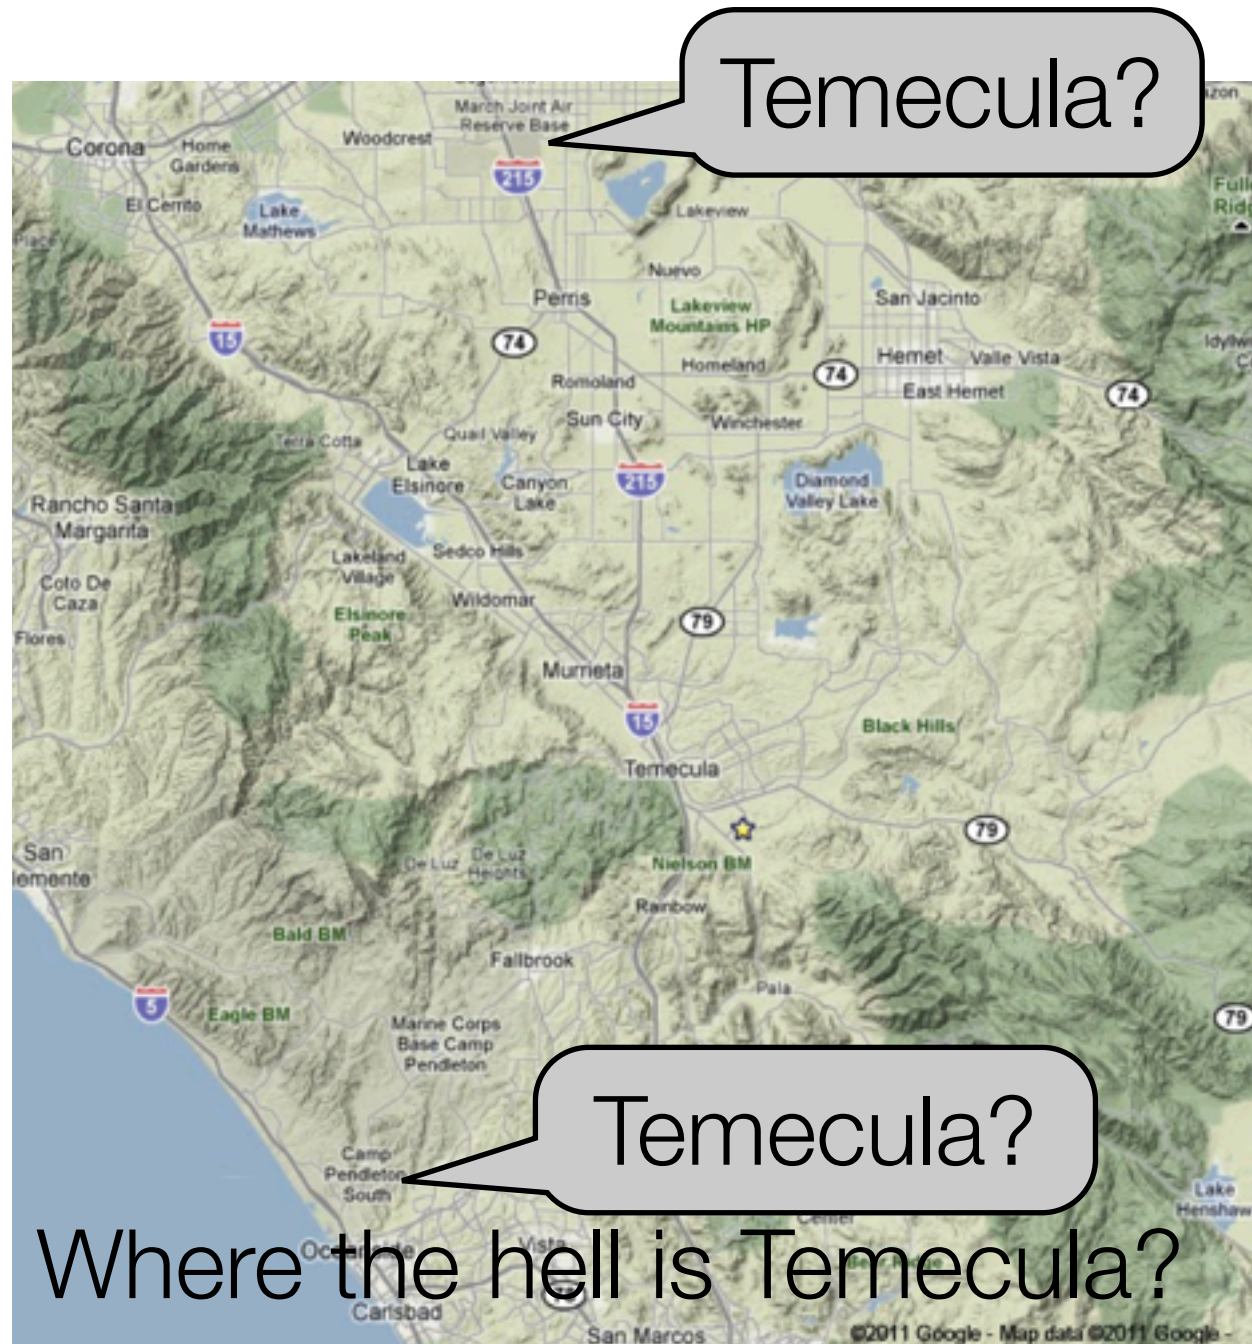 Temecula?
March Joint Air
Reserve Base
Corona
Home
Gardens
Woodcrest
215
El Cerrito
Lake
Mathews
Lakeview
Nuevo
Perris
Lakeview
Mountains HP
San Jacinto
15
74
Homeland
74
Hemet
Valle Vista
74
Romoland
East Hemet
Sun City
Winchester
Terra Cotta
Quail Valley
Lake
Elsinore
Canyon
Lake
215
Diamond
Valley Lake
Rancho Santa
Margarita
Lakeland
Village
Sedco Hills
Coto De
Caza
Wildomar
Elsinore
Peak
79
Flores
Murrieta
15
Black Hills
Temecula
79
San
lemente
De Luz
De Luz
Heights
Nielson BM
Rainbow
Bald BM
Fallbrook
Pala
5
Eagle BM
Marine Corps
Base Camp
Pendleton
79
Temecula?
Camp
Pendleton
South
Lake
Henshaw
Center
Vista
Where the hell is Temecula?
Carlsbad
San Marcos
©2011 Google - Map data ©2011 Google -